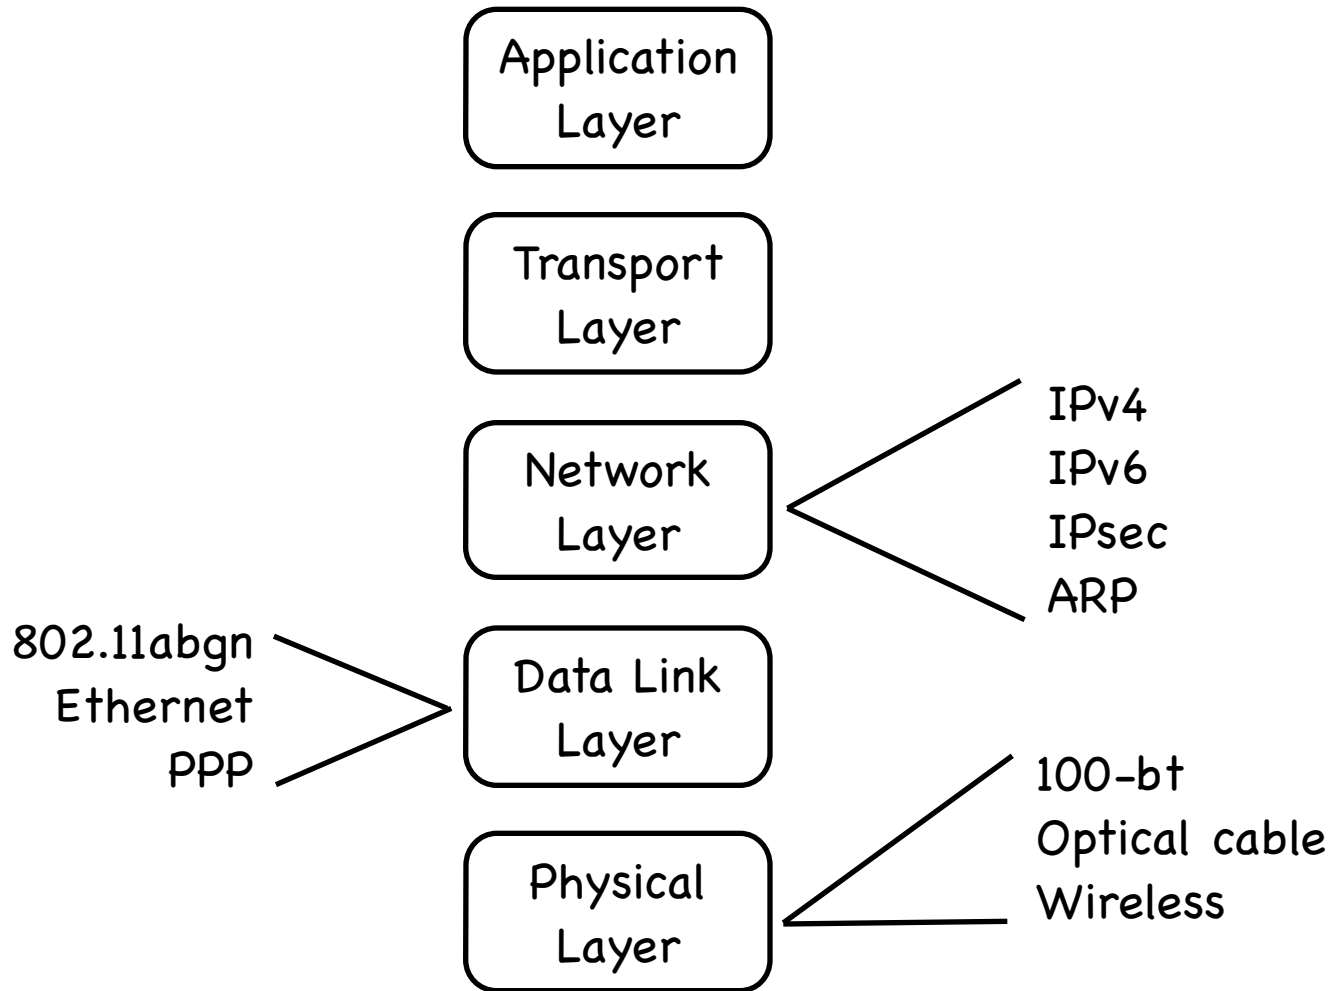 Application
Layer
Transport
Layer
Network
Layer
IPv4
IPv6
IPsec
ARP
802.11abgn
Ethernet
PPP
Data Link
Layer
100-bt
Optical cable
Wireless
Physical
Layer